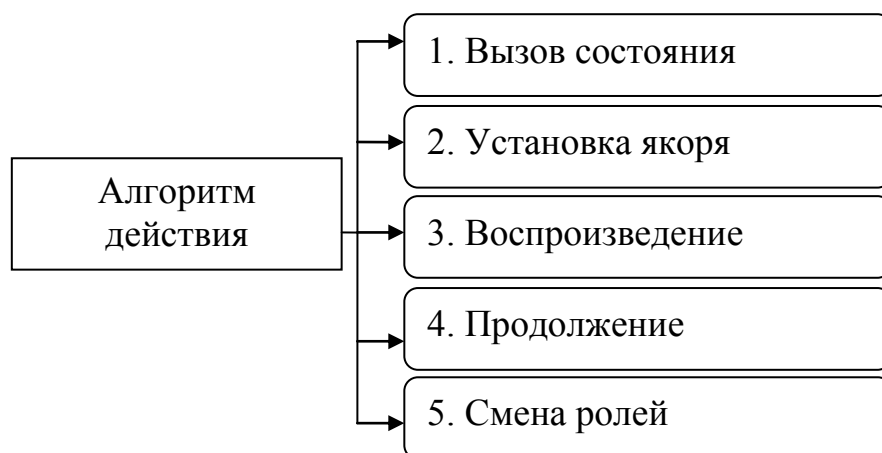 Алгоритм
действия
1. Вызов состояния
2. Установка якоря
3. Воспроизведение
4. Продолжение
5. Смена ролей